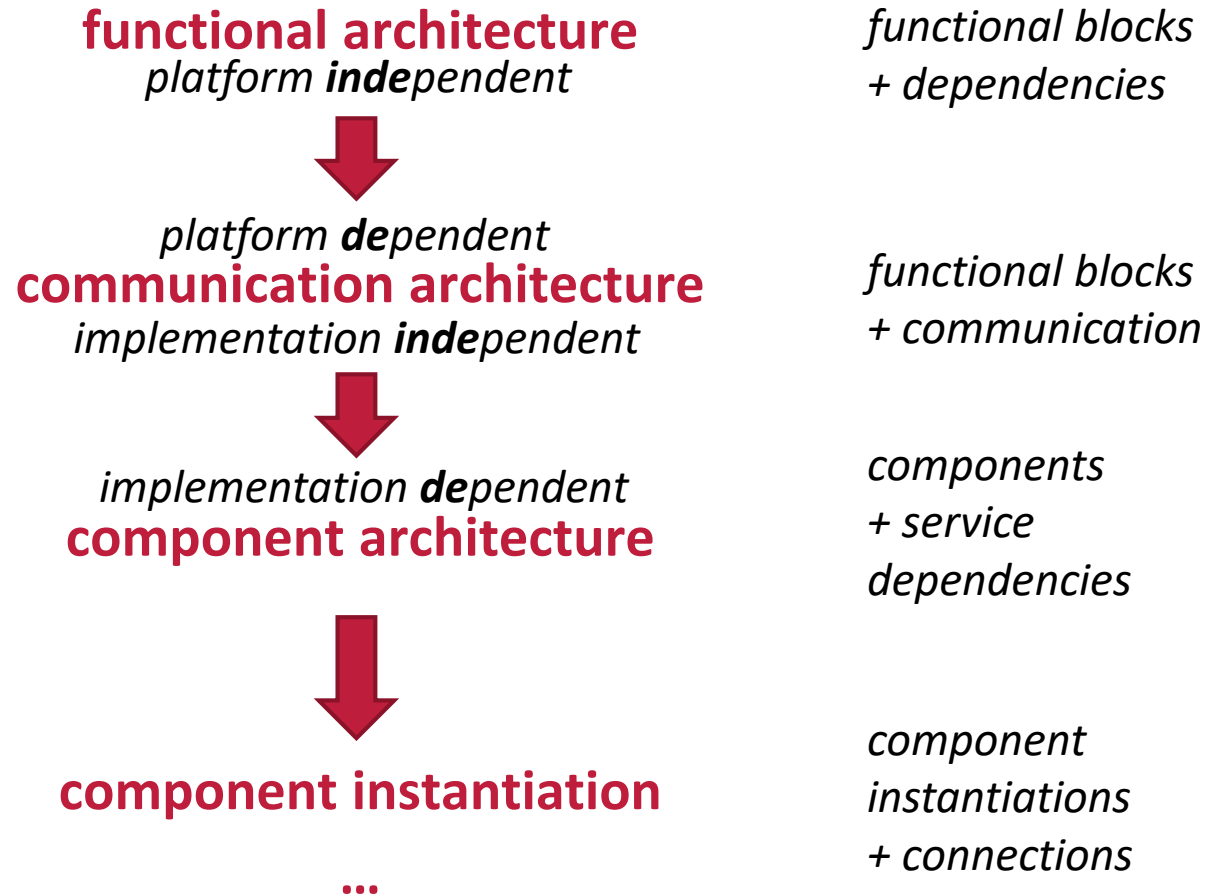 functional architecture
platform independent
functional blocks
+ dependencies
platform dependent
communication architecture
implementation independent
functional blocks
+ communication
implementation dependent
component architecture
components
+ service
dependencies
component instantiation
...
component
instantiations
+ connections